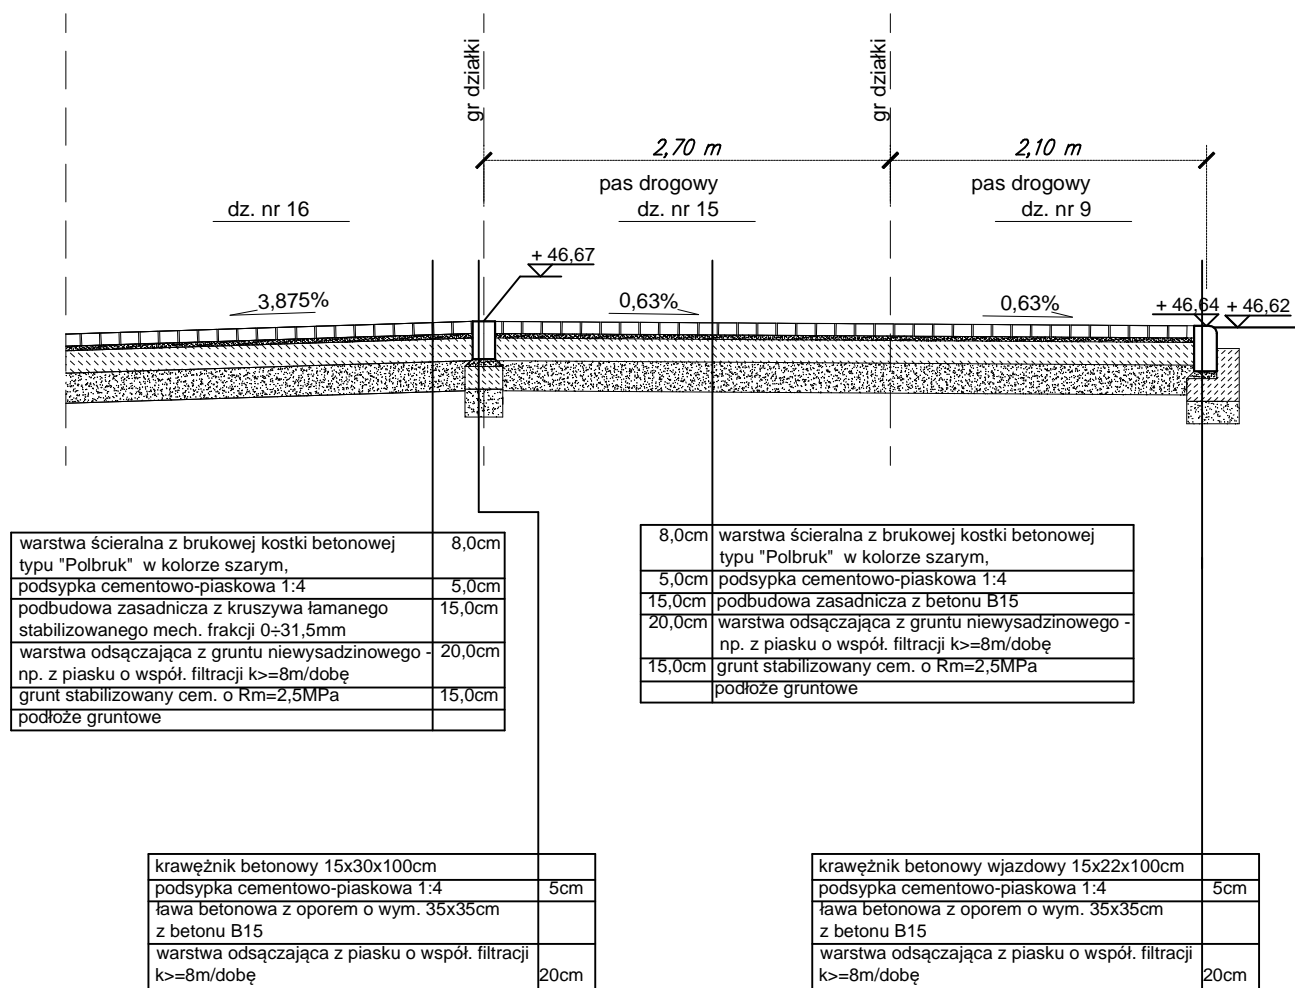 gr działki
gr działki
2,70 m
2,10 m
pas drogowy
pas drogowy
dz. nr 16
dz. nr 15
dz. nr 9
+ 46,67
3,875%
0,63%
0,63%
+ 46,64
+ 46,62
warstwa ścieralna z brukowej kostki betonowej 8,0cm
typu "Polbruk" w kolorze szarym,
podsypka cementowo-piaskowa 1:4 5,0cm
podbudowa zasadnicza z kruszywa łamanego 15,0cm
stabilizowanego mech. frakcji 0÷31,5mm
warstwa odsączająca z gruntu niewysadzinowego - 20,0cm
np. z piasku o współ. filtracji k>=8m/dobę
grunt stabilizowany cem. o Rm=2,5MPa 15,0cm
podłoże gruntowe
8,0cm warstwa ścieralna z brukowej kostki betonowej
typu "Polbruk" w kolorze szarym,
5,0cm podsypka cementowo-piaskowa 1:4
15,0cm podbudowa zasadnicza z betonu B15
20,0cm warstwa odsączająca z gruntu niewysadzinowego -
np. z piasku o współ. filtracji k>=8m/dobę
15,0cm grunt stabilizowany cem. o Rm=2,5MPa
podłoże gruntowe
krawężnik betonowy 15x30x100cm
podsypka cementowo-piaskowa 1:4 5cm
ława betonowa z oporem o wym. 35x35cm
z betonu B15
warstwa odsączająca z piasku o współ. filtracji
k>=8m/dobę 20cm
krawężnik betonowy wjazdowy 15x22x100cm
podsypka cementowo-piaskowa 1:4 5cm
ława betonowa z oporem o wym. 35x35cm
z betonu B15
warstwa odsączająca z piasku o współ. filtracji
k>=8m/dobę 20cm